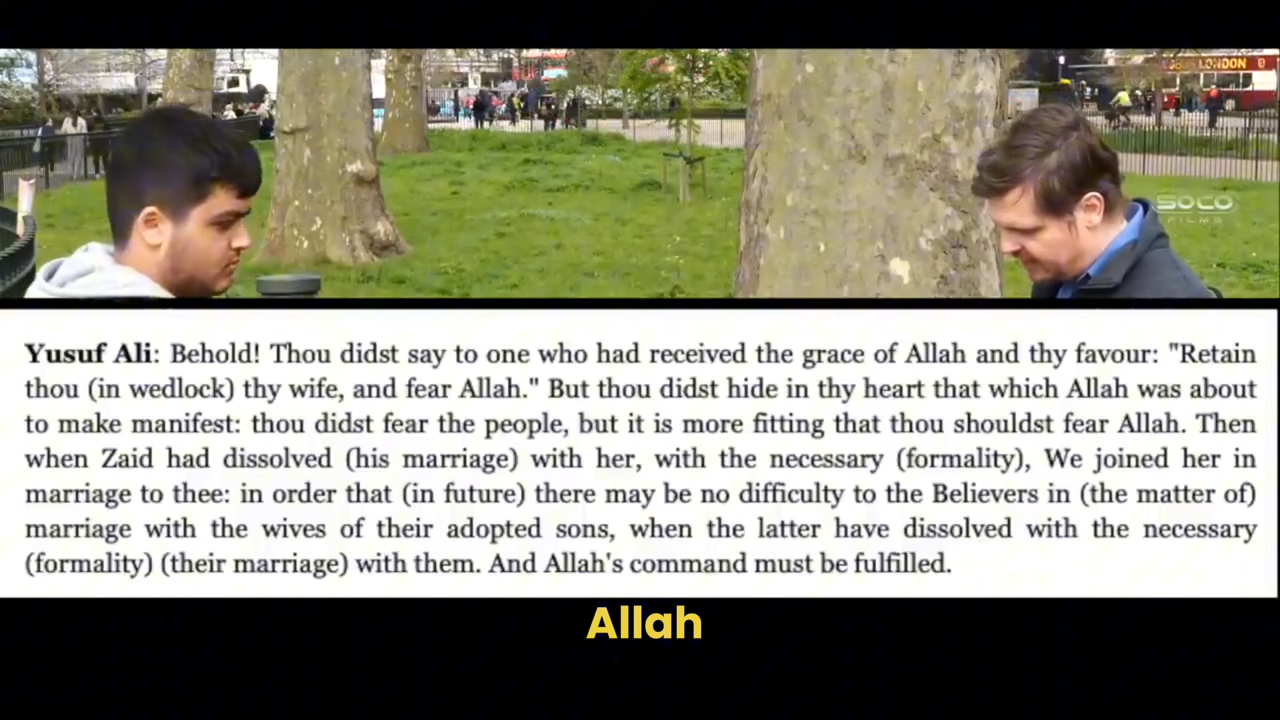 LONDON
SOCO
FILMS
Yusuf Ali: Behold! Thou didst say to one who had received the grace of Allah and thy favour: "Retain
thou (in wedlock) thy wife, and fear Allah." But thou didst hide in thy heart that which Allah was about
to make manifest: thou didst fear the people, but it is more fitting that thou shouldst fear Allah. Then
when Zaid had dissolved (his marriage) with her, with the necessary (formality), We joined her in
marriage to thee: in order that (in future) there may be no difficulty to the Believers in (the matter of)
marriage with the wives of their adopted sons, when the latter have dissolved with the necessary
(formality) (their marriage) with them. And Allah's command must be fulfilled.
Allah